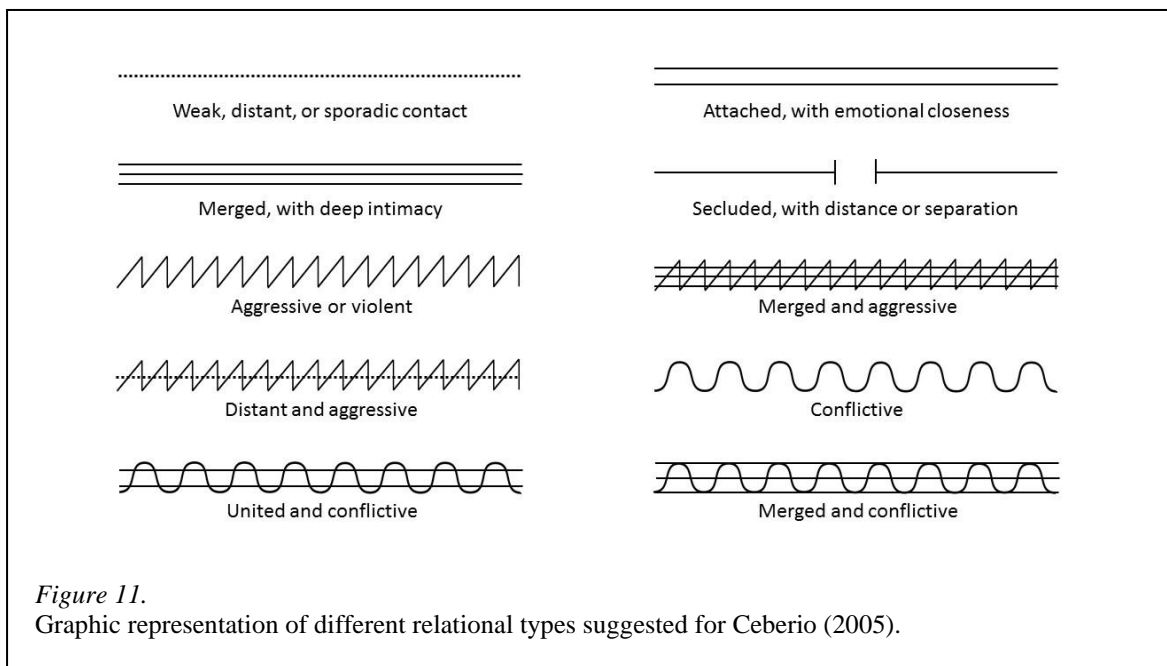 Weak, distant, or sporadic contact
Attached, with emotional closeness
Merged, with deep intimacy
Secluded, with distance or separation
Aggressive or violent
Merged and aggressive
Distant and aggressive
Conflictive
United and conflictive
Merged and conflictive
Figure 11.
Graphic representation of different relational types suggested for Ceberio (2005).